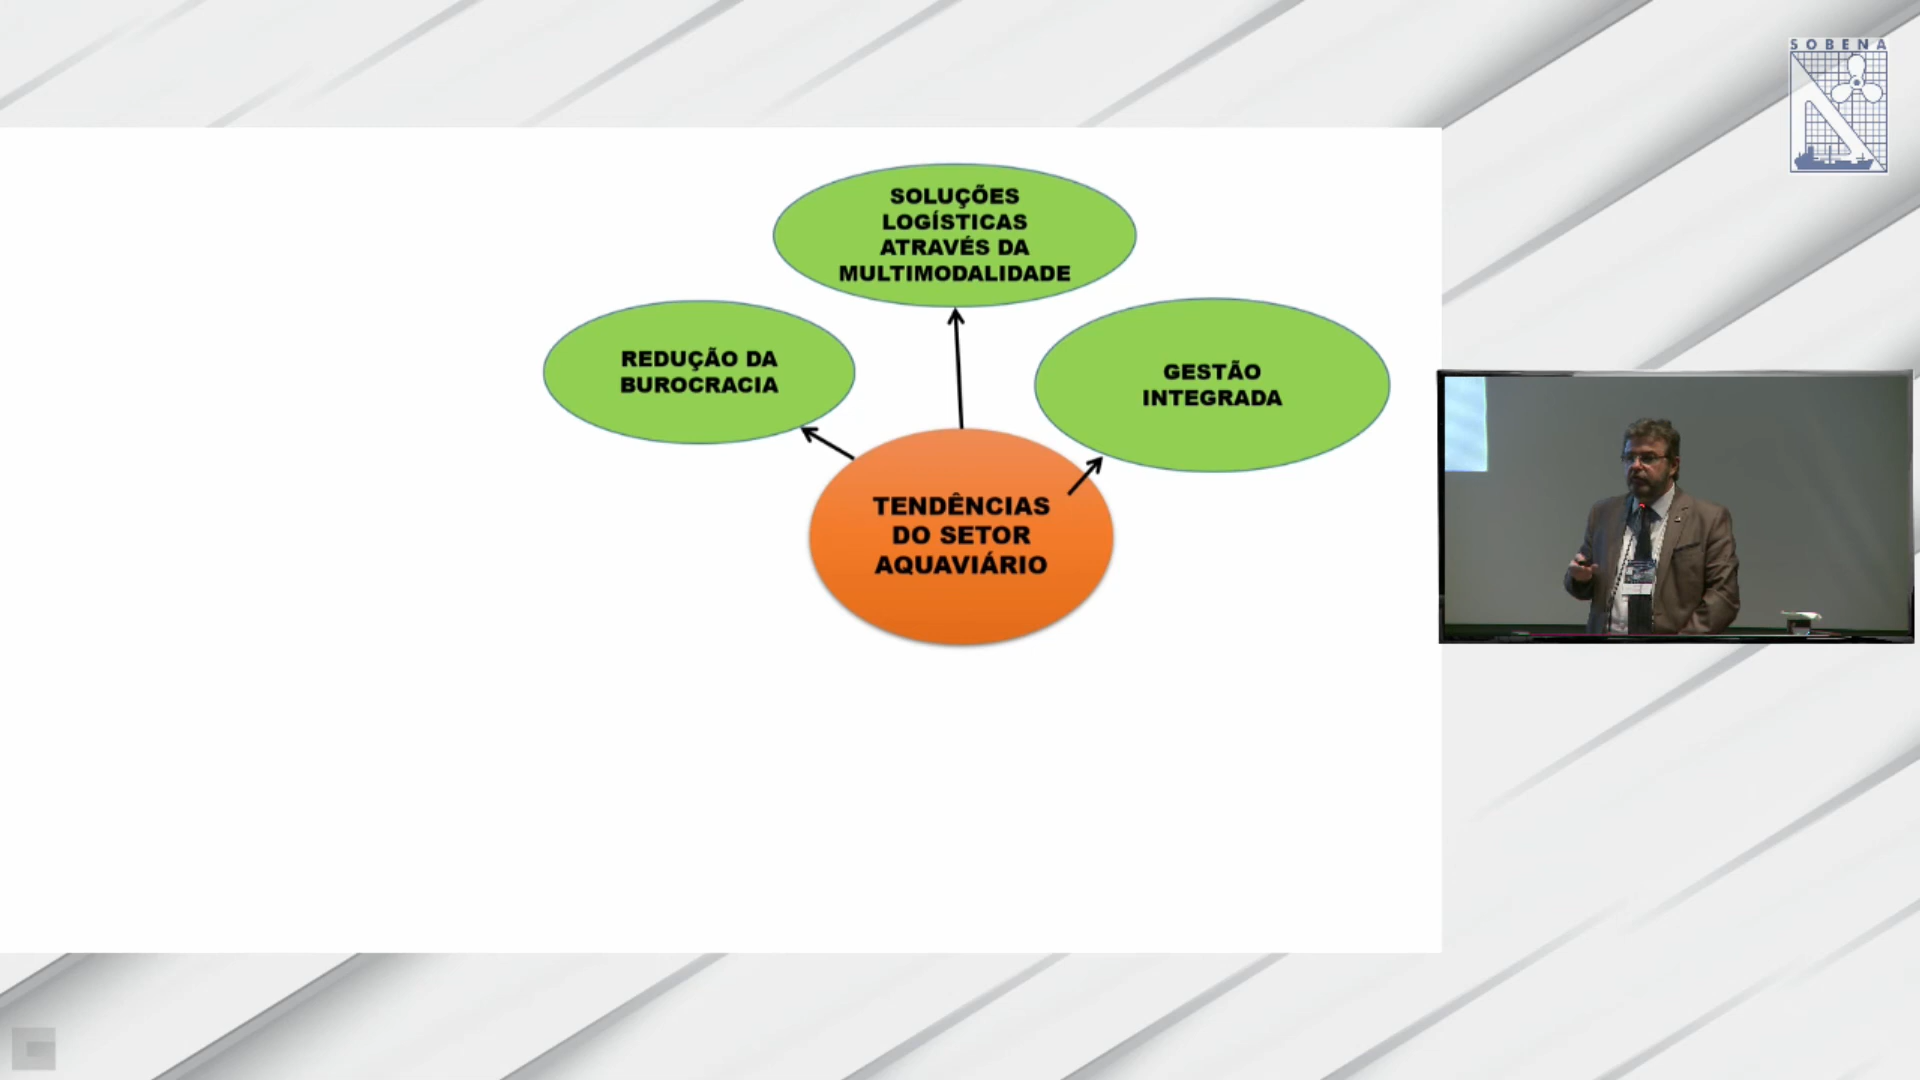 SOBENA
SOLUÇÕES
LOGÍSTICAS
ATRAVÉS DA
MULTIMODALIDADE
REDUÇÃO DA
BUROCRACIA
GESTÃO
INTEGRADA
TENDÊNCIAS
DO SETOR
AQUAVIÁRIO